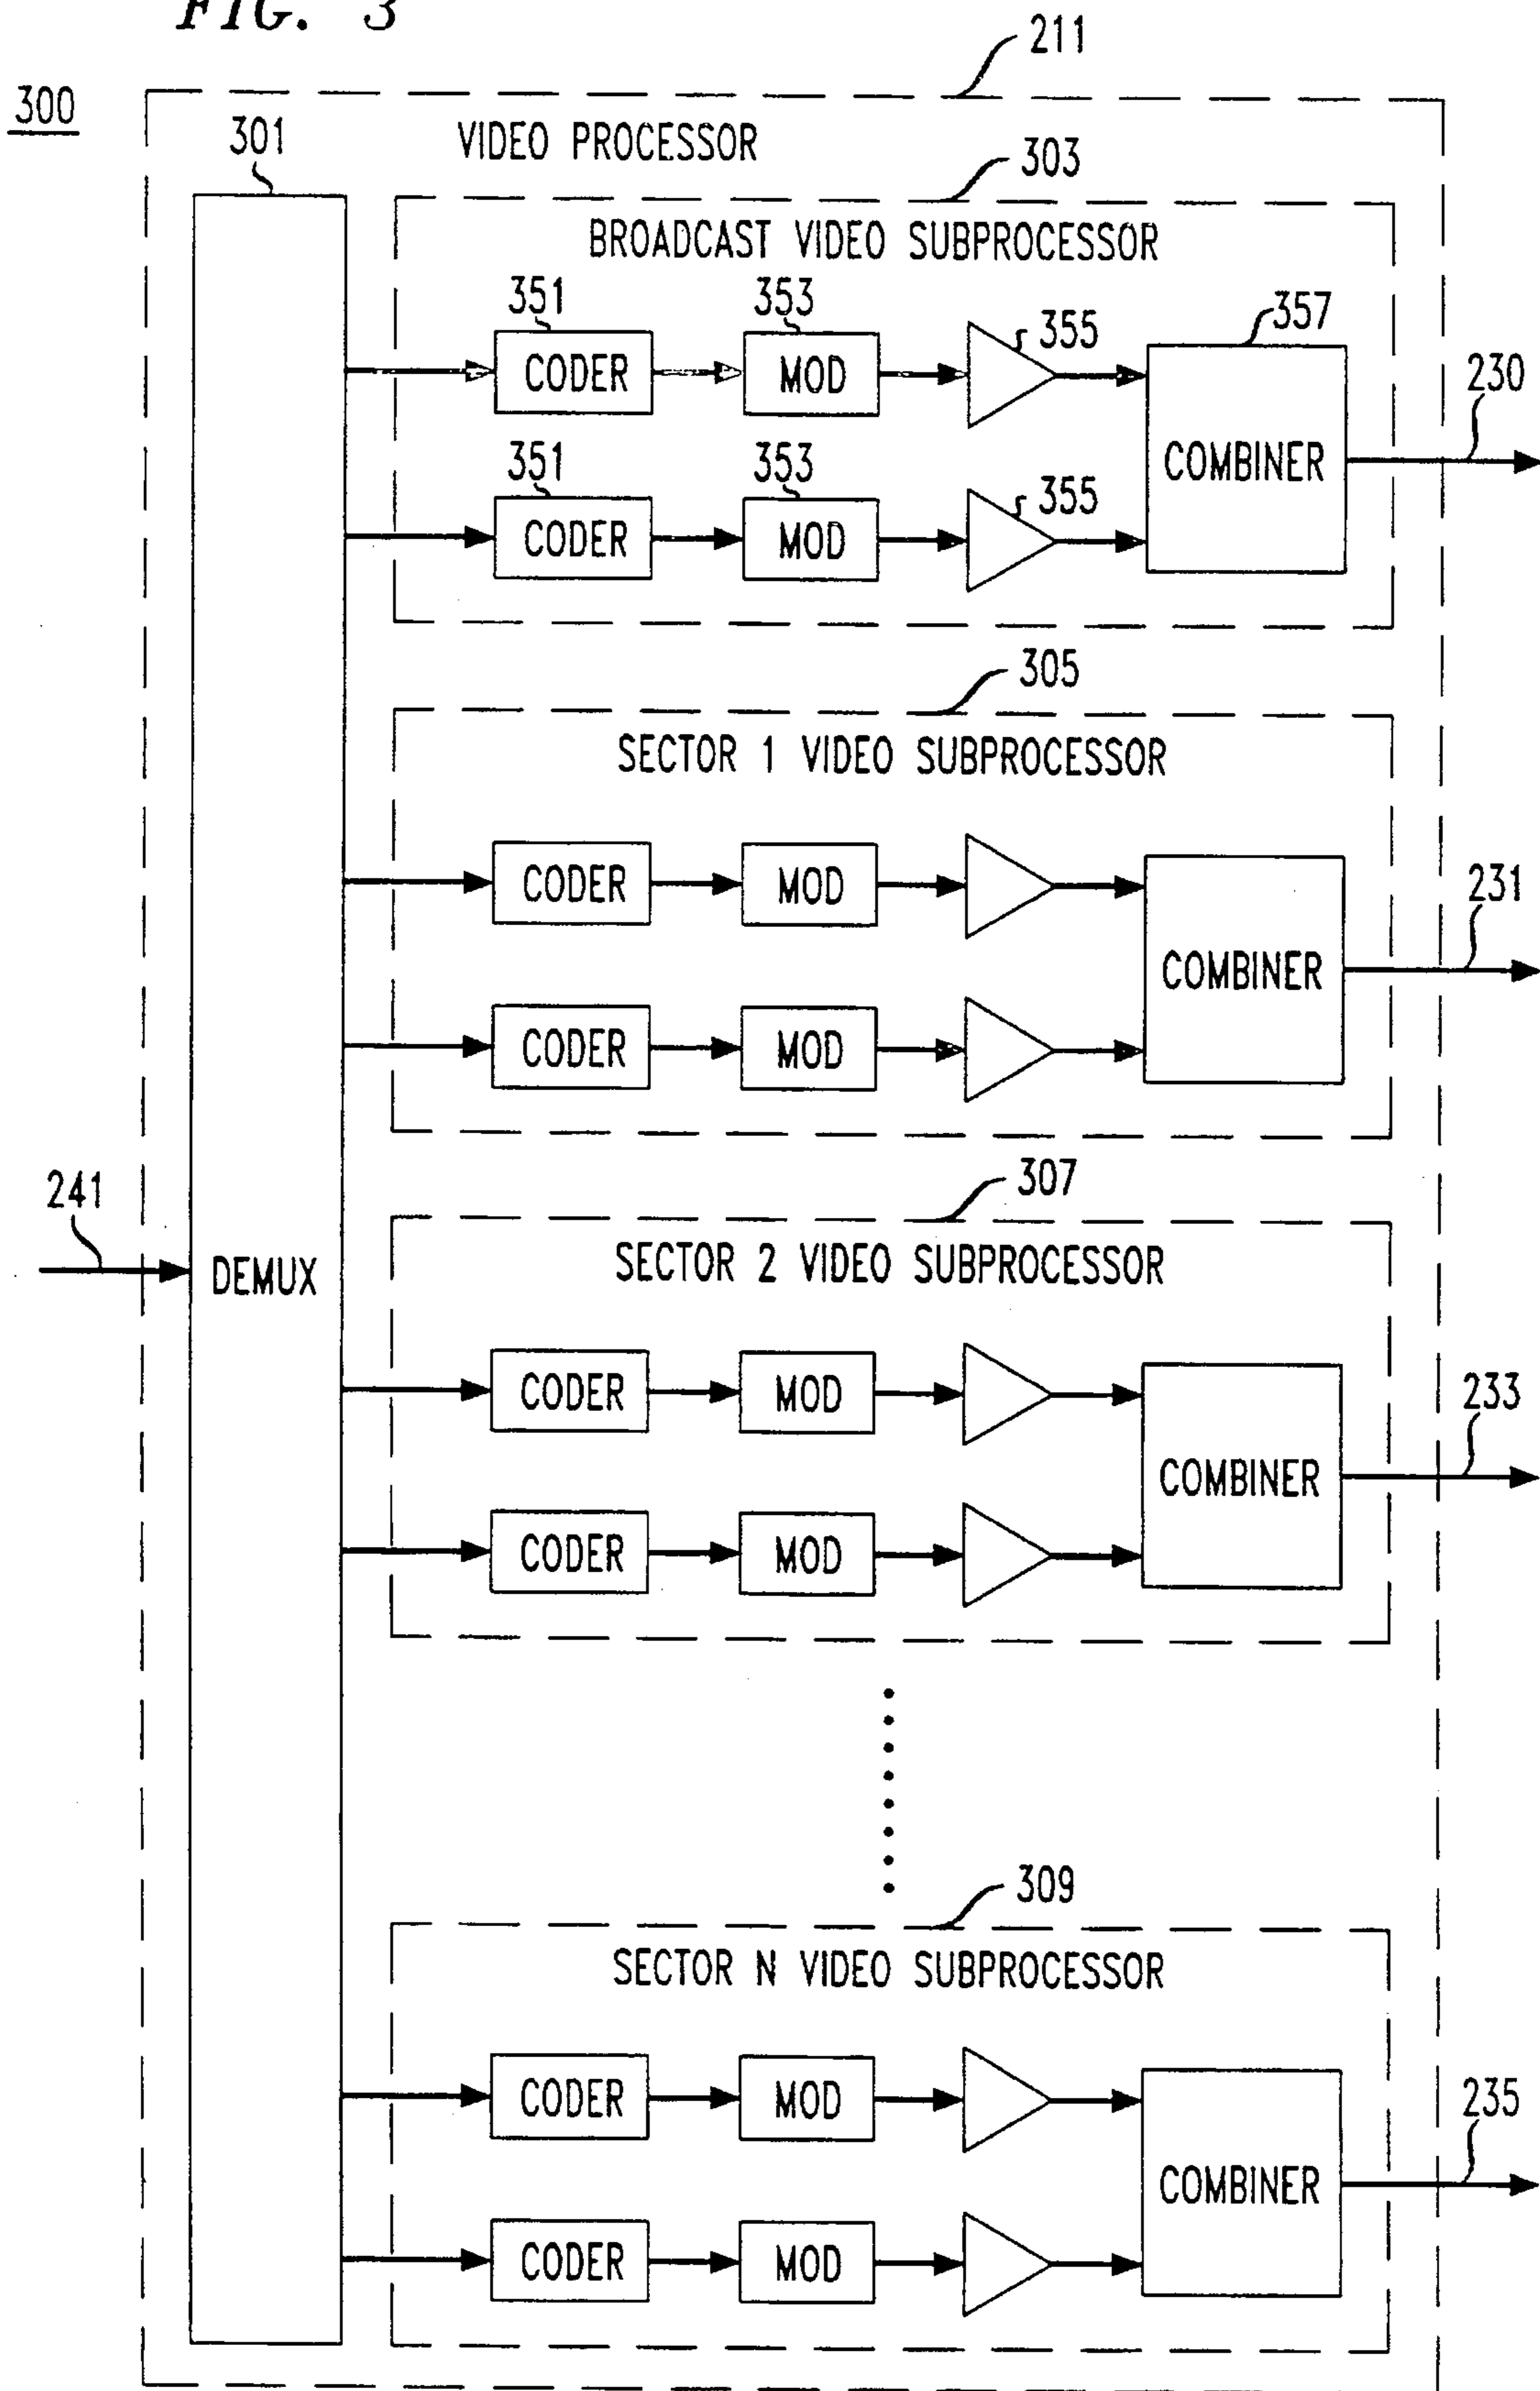 FIG. 3
211
300
301
VIDEO PROCESSOR
303
BROADCAST VIDEO SUBPROCESSOR
351
353
355
357
CODER
MOD
230
351
353
COMBINER
355
CODER
MOD
305
SECTOR 1 VIDEO SUBPROCESSOR
CODER
MOD
231
COMBINER
CODER
MOD
241
307
DEMUX
SECTOR 2 VIDEO SUBPROCESSOR
CODER
MOD
233
COMBINER
CODER
MOD
309
SECTOR N VIDEO SUBPROCESSOR
CODER
MOD
235
COMBINER
CODER
MOD